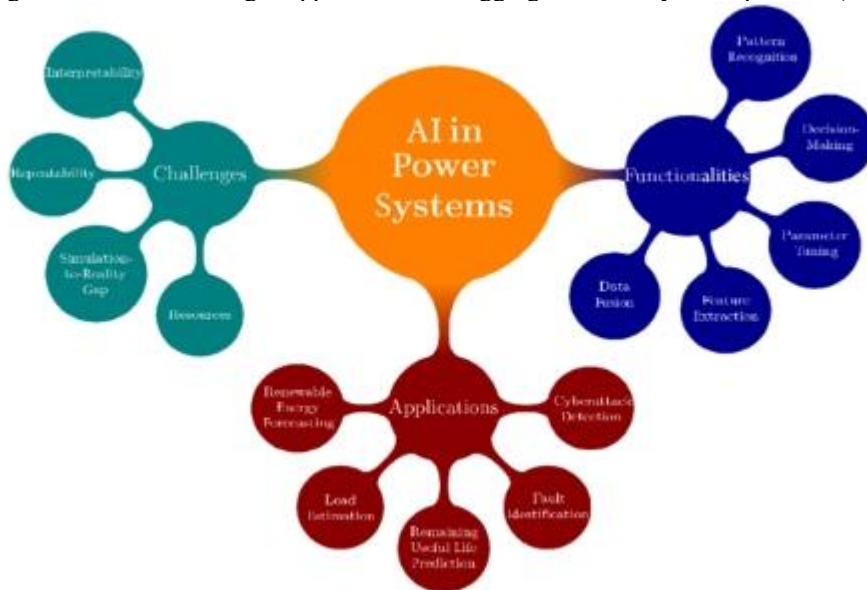 AI in
Power
Systems
Challenges
Interpretability
Repeatability
Simulation-
to-Reality
Gap
Resources
Functionalities
Pattern
Recognition
Decision-
Making
Parameter
Tuning
Feature
Extraction
Data
Fusion
Applications
Renewable
Energy
Forecasting
Load
Estimation
Remaining
Useful Life
Prediction
Fault
Identification
Cyberattack
Detection